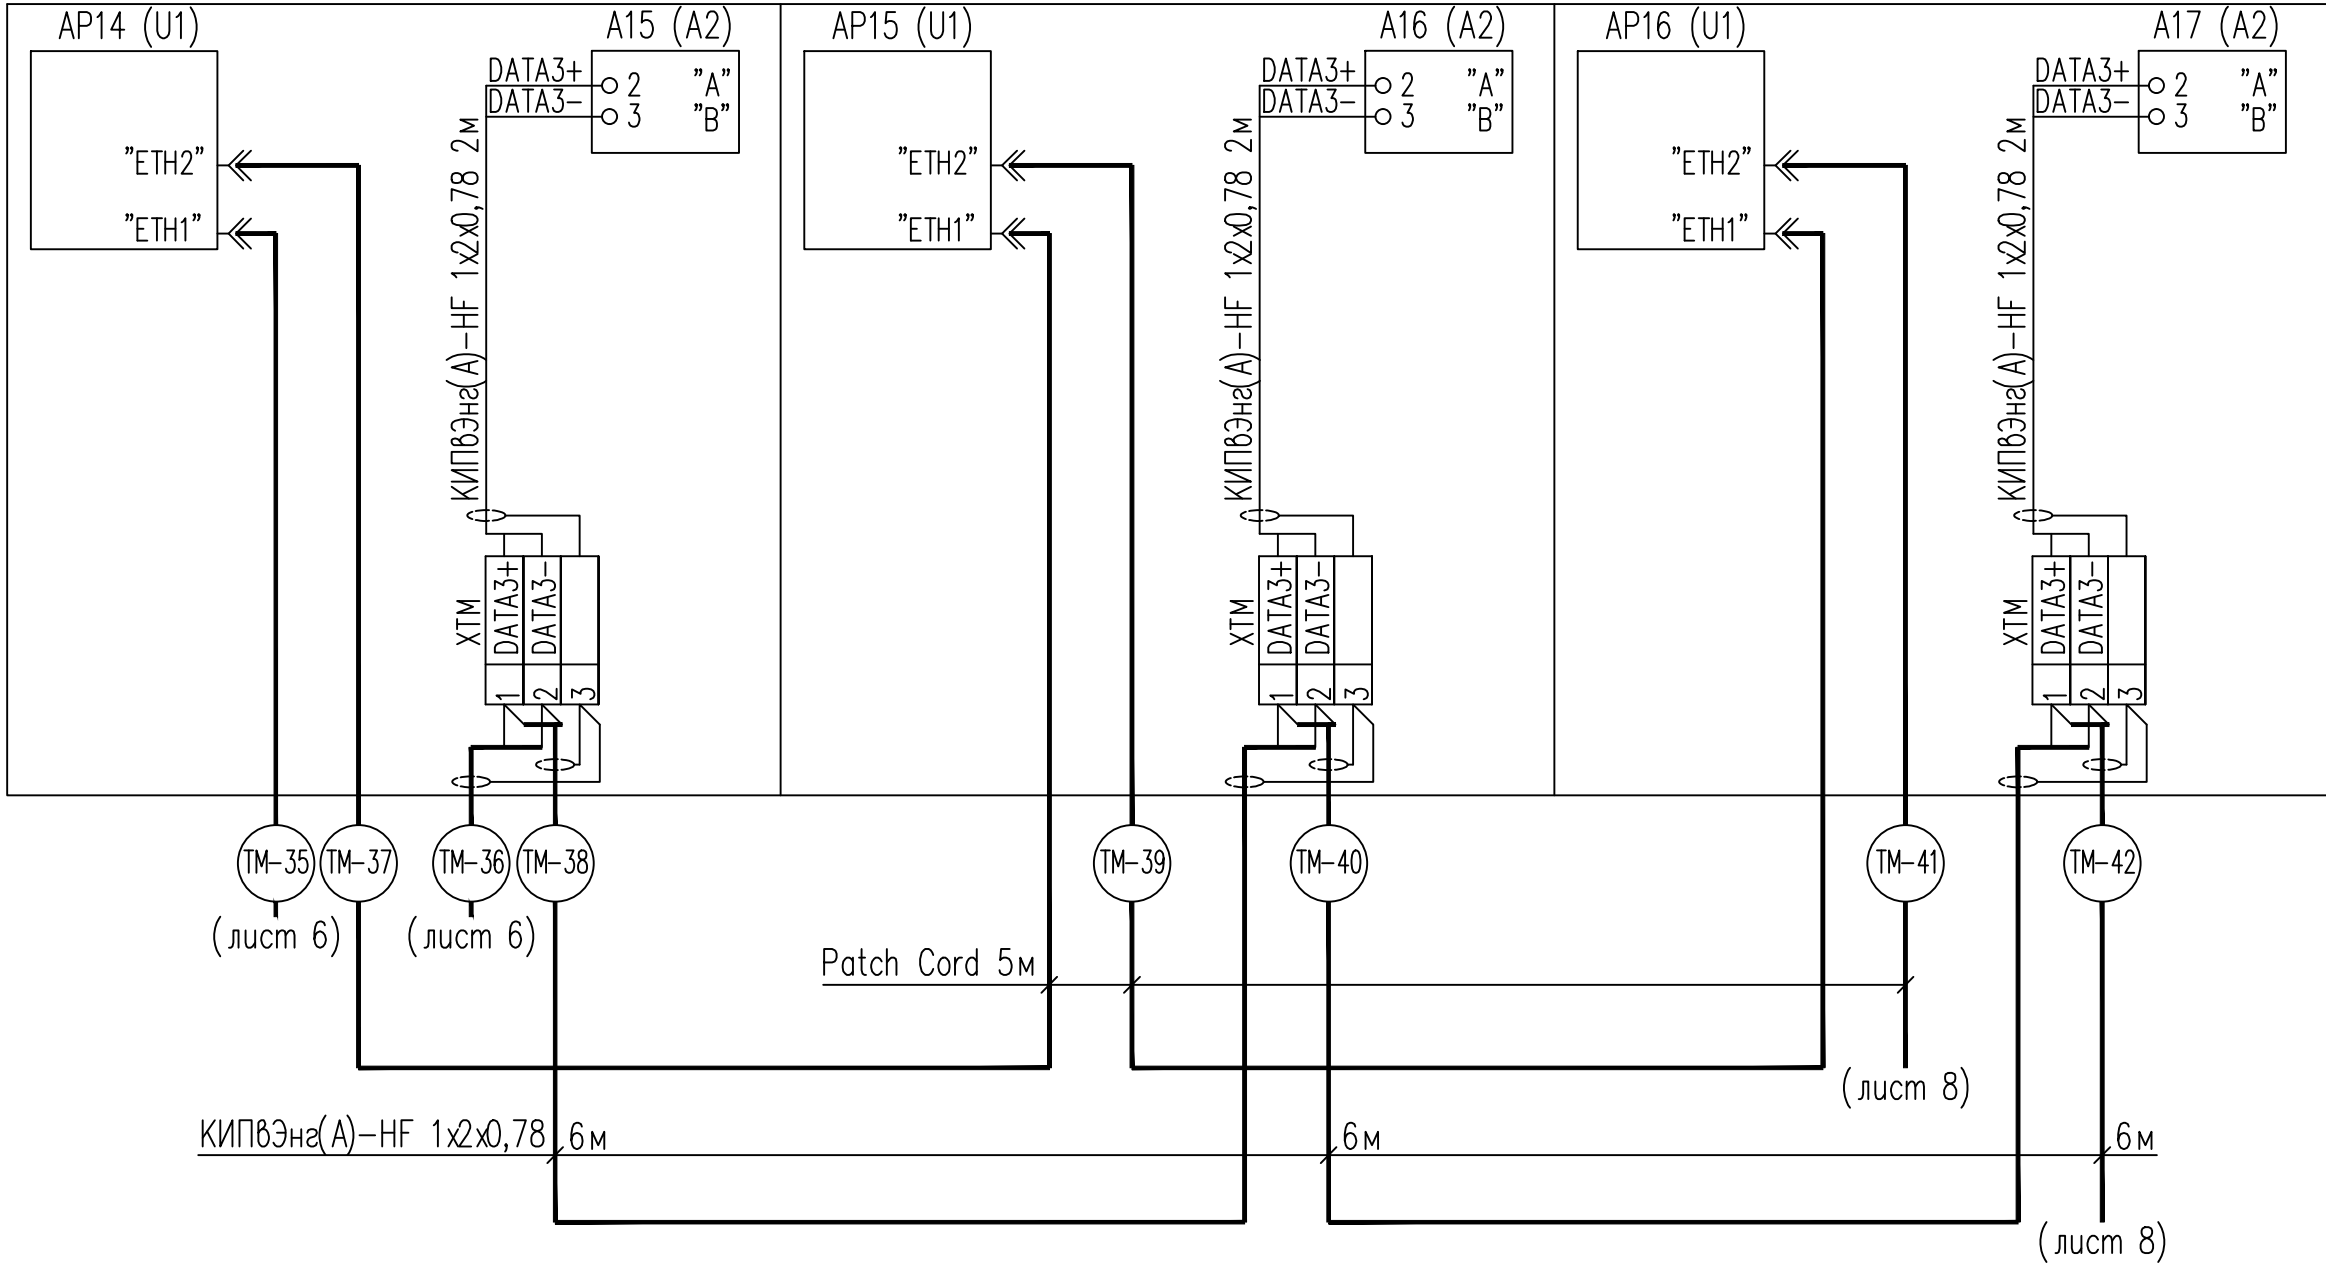 AP14 (U1)
A15 (A2)
DATA3+
2 "A"
DATA3-
3 "B"
"ETH2"
"ETH1"
КИПвЭнг(А)-HF 1x2x0,78 2м
XTM
DATA3+
DATA3-
1
2
3
AP15 (U1)
A16 (A2)
DATA3+
2 "A"
DATA3-
3 "B"
"ETH2"
"ETH1"
КИПвЭнг(А)-HF 1x2x0,78 2м
XTM
DATA3+
DATA3-
1
2
3
AP16 (U1)
A17 (A2)
DATA3+
2 "A"
DATA3-
3 "B"
"ETH2"
"ETH1"
КИПвЭнг(А)-HF 1x2x0,78 2м
XTM
DATA3+
DATA3-
1
2
3
TM-35
TM-37
TM-36
TM-38
TM-39
TM-40
TM-41
TM-42
(лист 6)
(лист 6)
Patch Cord 5м
(лист 8)
КИПвЭнг(А)-HF 1x2x0,78
6м
6м
6м
(лист 8)